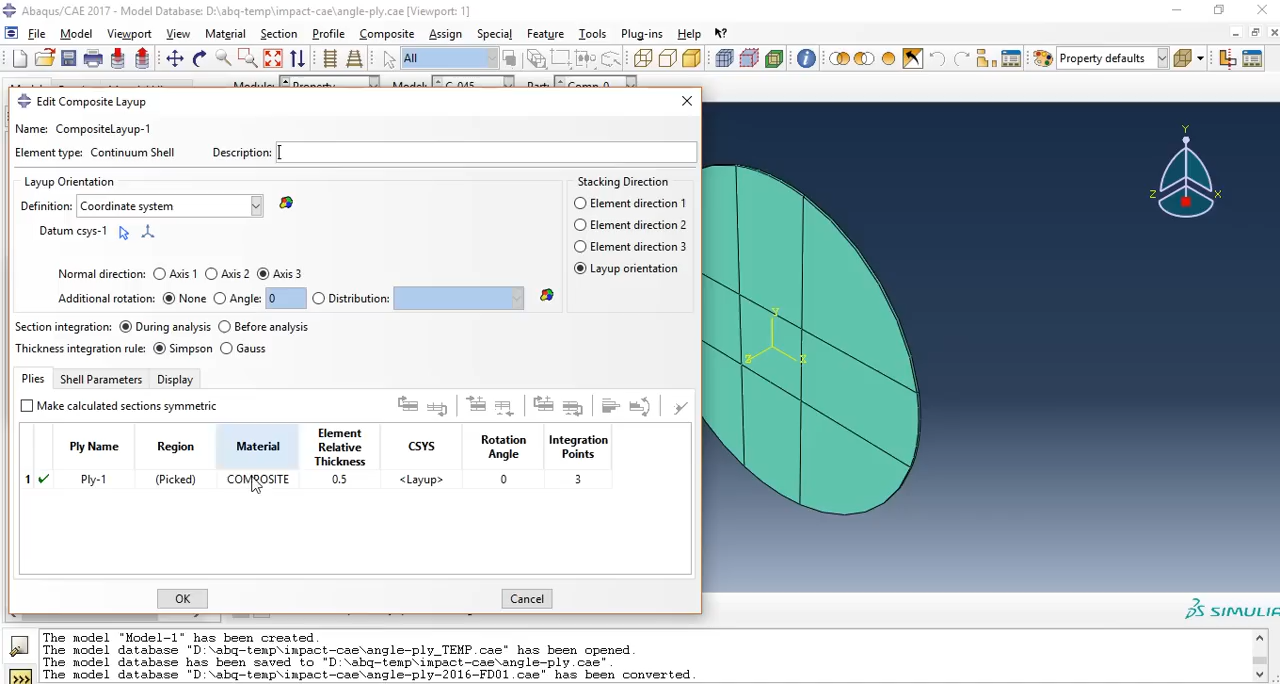 Abaqus/CAE 2017 - Model Database: D:\abq-temp\impact-cae\angle-ply.cae [Viewport: 1]
File Model Viewport View Material Section Profile Composite Assign Special Feature Tools Plug-ins Help
All Property defaults
Edit Composite Layup
Name: CompositeLayup-1
Element type: Continuum Shell Description:
Layup Orientation
Stacking Direction
Definition: Coordinate system
Element direction 1
Datum csys-1
Element direction 2
Element direction 3
Normal direction: Axis 1 Axis 2 Axis 3
Layup orientation
Additional rotation: None Angle: 0 Distribution:
Section integration: During analysis Before analysis
Thickness integration rule: Simpson Gauss
Plies Shell Parameters Display
Make calculated sections symmetric
Ply Name Region Material Element Relative Thickness CSYS Rotation Angle Integration Points
1 Ply-1 (Picked) COMPOSITE 0.5 <Layup> 0 3
OK Cancel
Y
Z X
Y
Z X
SIMULIA
The model "Model-1" has been created.
The model database "D:\abq-temp\impact-cae\angle-ply_TEMP.cae" has been opened.
The model database has been saved to "D:\abq-temp\impact-cae\angle-ply.cae".
The model database "D:\abq-temp\impact-cae\angle-ply-2016-FD01.cae" has been converted.